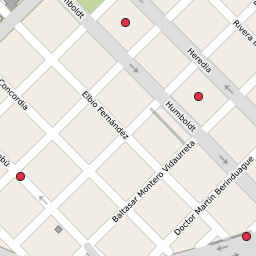 Humboldt
Rivera I
Heredia
Concordia
Elbio Fernández
Humboldt
Baltasar Montero Vidaurreta
Doctor Martín Berinduague